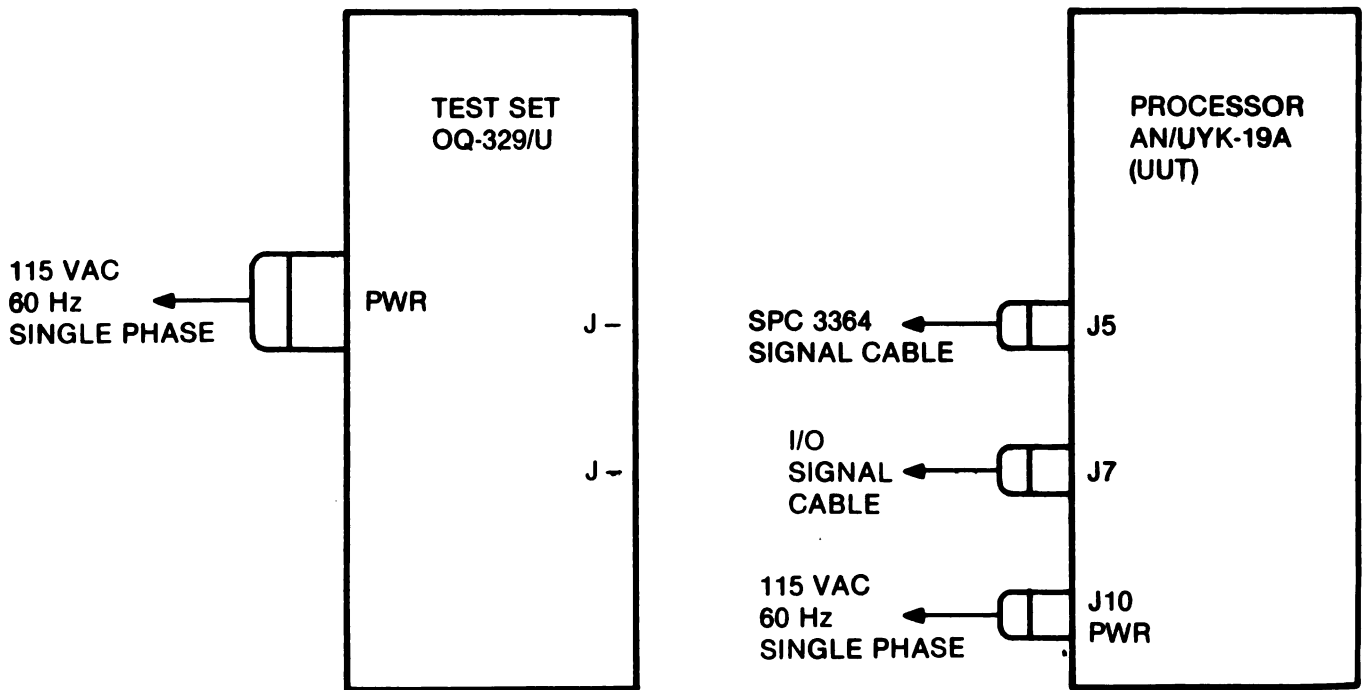 TEST SET
OQ-329/U
115 VAC
60 Hz
SINGLE PHASE
PWR
J –
J –
PROCESSOR
AN/UYK-19A
(UUT)
SPC 3364
SIGNAL CABLE
J5
I/O
SIGNAL
CABLE
J7
115 VAC
60 Hz
SINGLE PHASE
J10
PWR